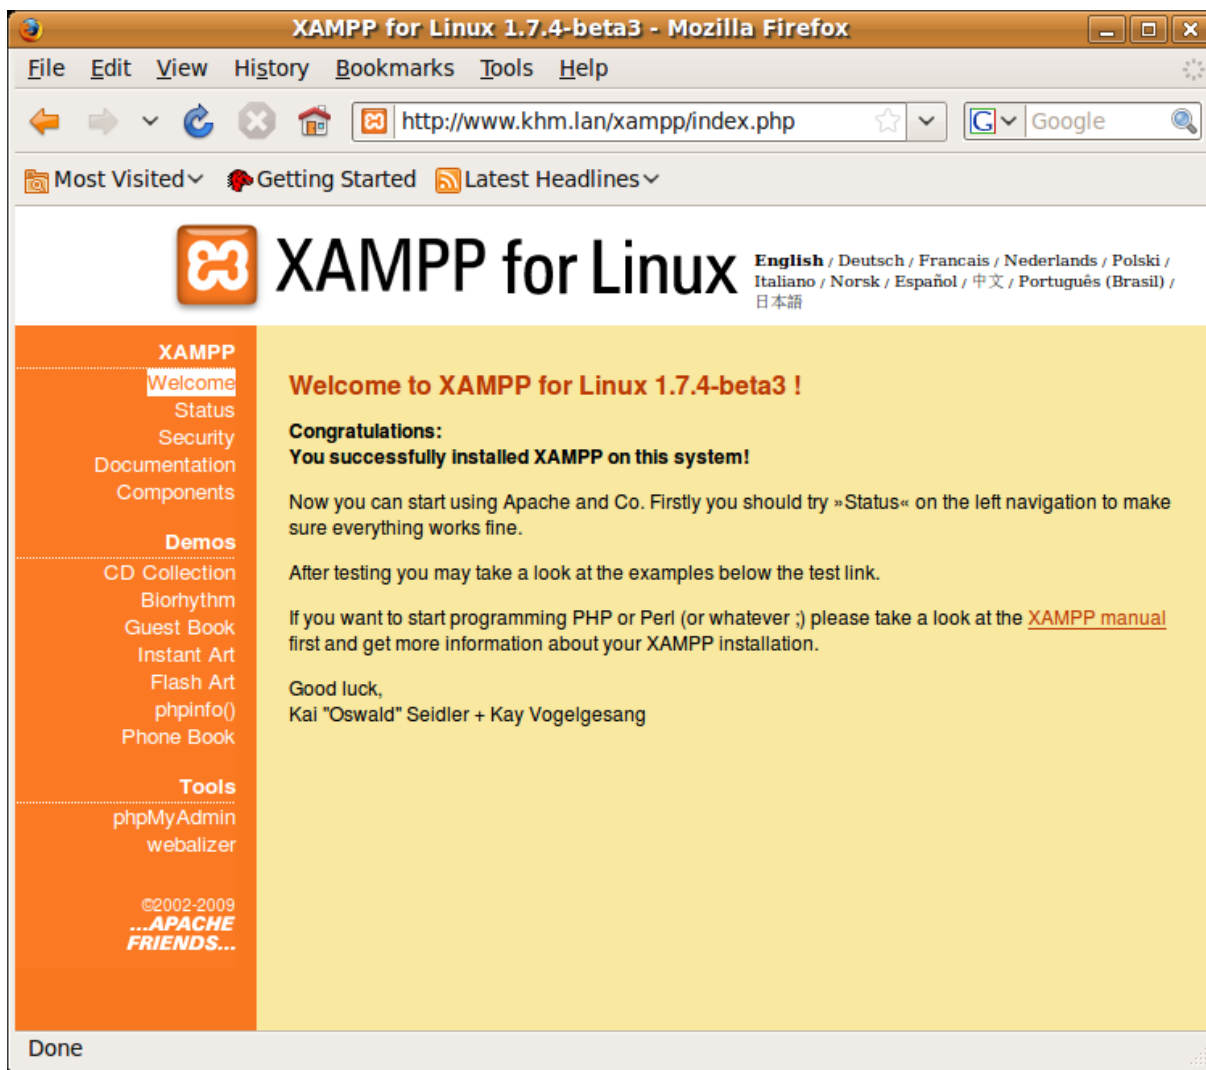 XAMPP for Linux 1.7.4-beta3 - Mozilla Firefox
File Edit View History Bookmarks Tools Help
http://www.khm.lan/xampp/index.php
G Google
Most Visited Getting Started Latest Headlines
XAMPP for Linux
English / Deutsch / Francais / Nederlands / Polski /
Italiano / Norsk / Español / 中文 / Português (Brasil) /
日本語
XAMPP
Welcome
Status
Security
Documentation
Components
Demos
CD Collection
Biorhythm
Guest Book
Instant Art
Flash Art
phpinfo()
Phone Book
Tools
phpMyAdmin
webalizer
©2002-2009
...APACHE
FRIENDS...
Welcome to XAMPP for Linux 1.7.4-beta3 !
Congratulations:
You successfully installed XAMPP on this system!
Now you can start using Apache and Co. Firstly you should try »Status« on the left navigation to make
sure everything works fine.
After testing you may take a look at the examples below the test link.
If you want to start programming PHP or Perl (or whatever ;) please take a look at the XAMPP manual
first and get more information about your XAMPP installation.
Good luck,
Kai "Oswald" Seidler + Kay Vogelgesang
Done